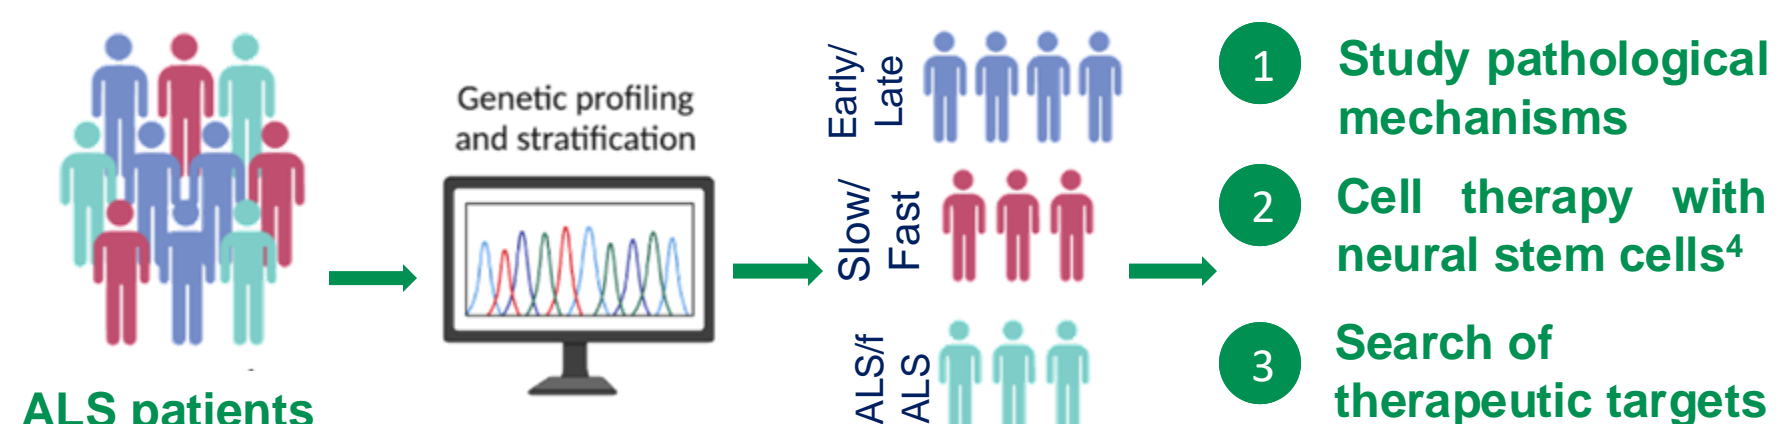 ALS patients
Genetic profiling
and stratification
Early/
Late
Slow/
Fast
ALS/f
ALS
1
Study pathological
mechanisms
2
Cell therapy with
neural stem cells⁴
3
Search of
therapeutic targets